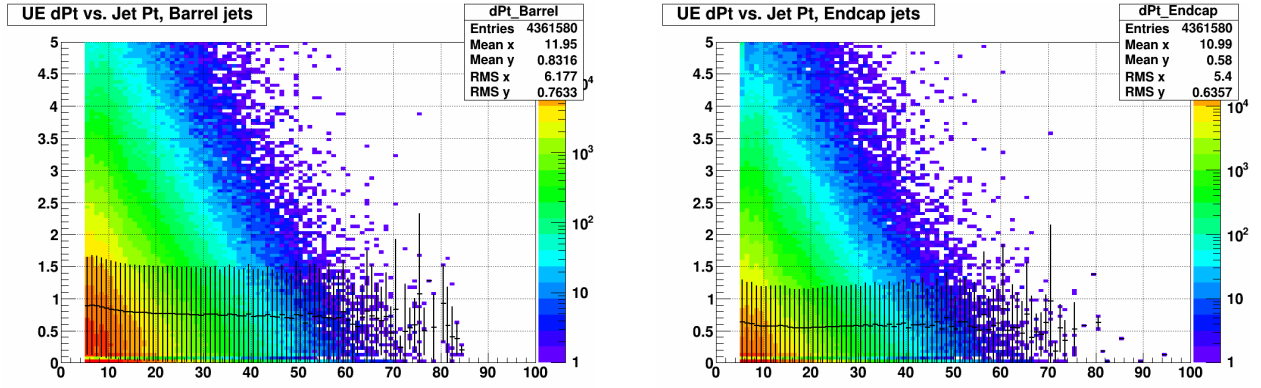 UE dPt vs. Jet Pt, Barrel jets
dPt_Barrel
Entries 4361580
Mean x 11.95
Mean y 0.8316
RMS x 6.177
RMS y 0.7633
5
4.5
4
3.5
3
2.5
2
1.5
1
0.5
0
0 10 20 30 40 50 60 70 80 90 100
10³
10²
10
1
UE dPt vs. Jet Pt, Endcap jets
dPt_Endcap
Entries 4361580
Mean x 10.99
Mean y 0.58
RMS x 5.4
RMS y 0.6357
5
4.5
4
3.5
3
2.5
2
1.5
1
0.5
0
0 10 20 30 40 50 60 70 80 90 100
10⁴
10³
10²
10
1